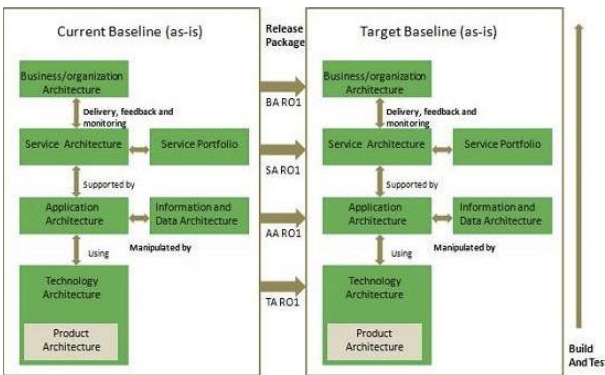 Current Baseline (as-is)
Business/organization
Architecture
Delivery, feedback and
monitoring
Service Architecture
Service Portfolio
Supported by
Application
Architecture
Information and
Data Architecture
Using
Manipulated by
Technology
Architecture
Product
Architecture
Release
Package
BA RO1
SA RO1
AA RO1
TA RO1
Target Baseline (as-is)
Business/organization
Architecture
Delivery, feedback and
monitoring
Service Architecture
Service Portfolio
Supported by
Application
Architecture
Information and
Data Architecture
Using
Manipulated by
Technology
Architecture
Product
Architecture
Build
And Test